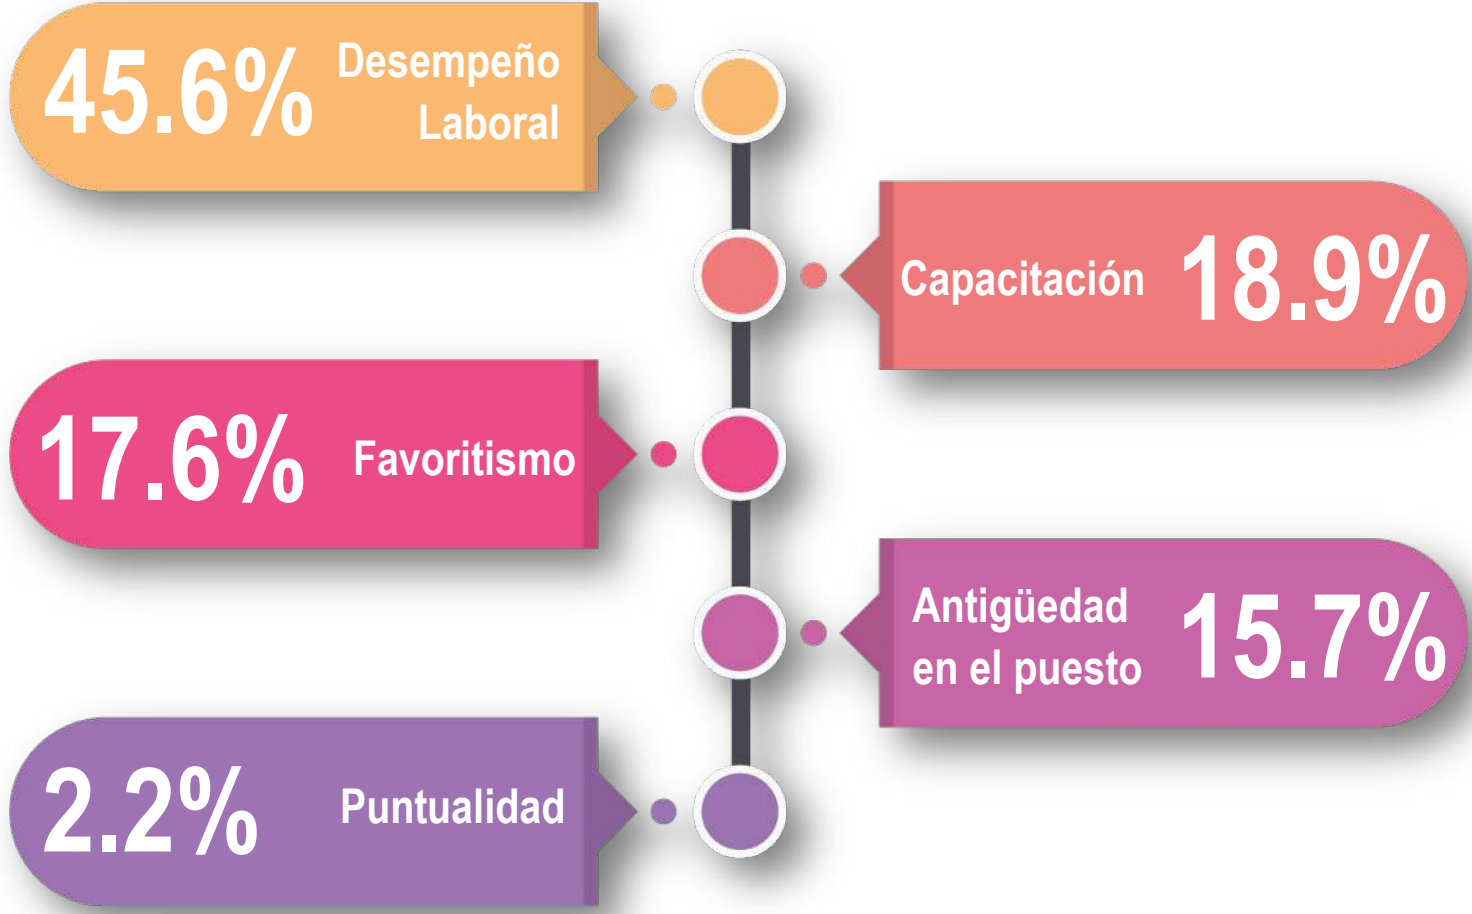 45.6%
Desempeño
Laboral
Capacitación
18.9%
17.6%
Favoritismo
Antigüedad
en el puesto
15.7%
2.2%
Puntualidad